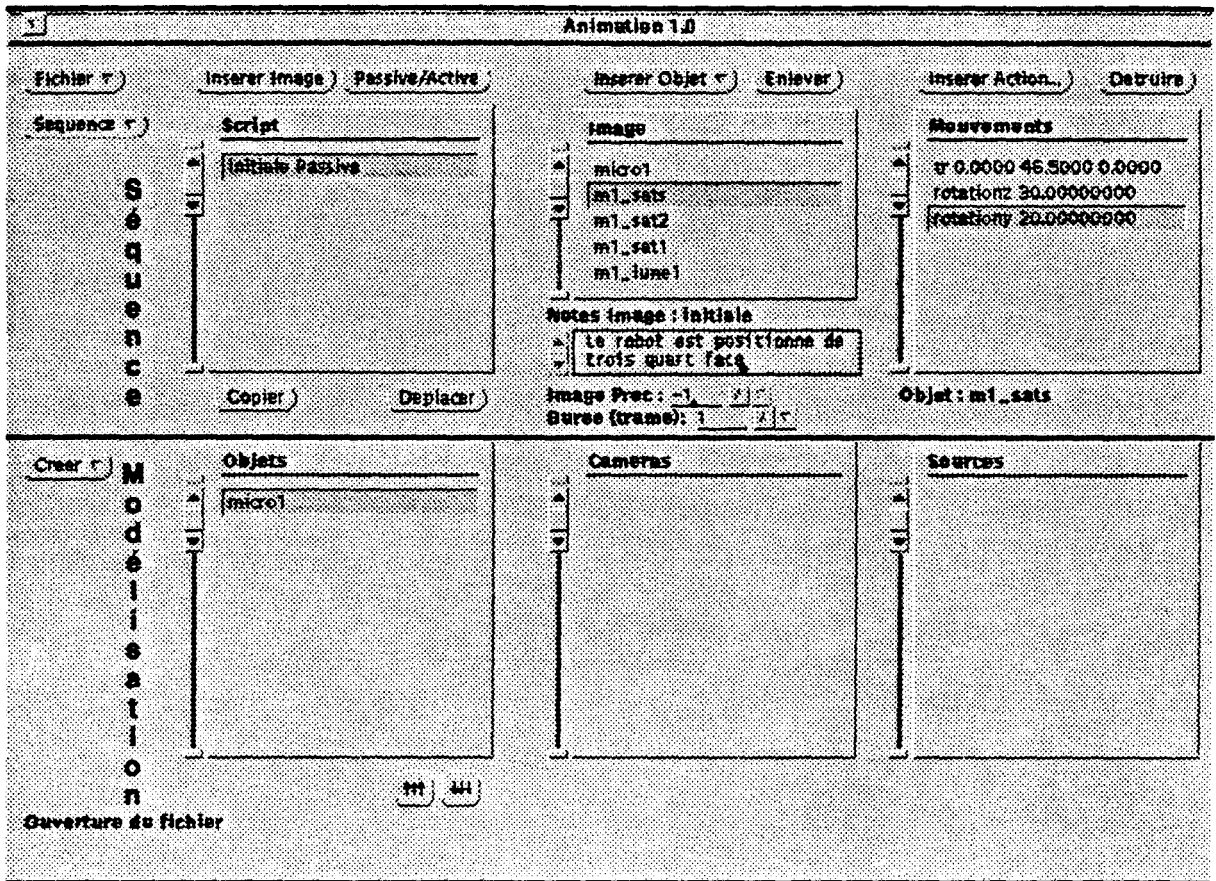 Animation 1.0
Fichier
Inserer Image
Passive/Active
Inserer Objet
Enlever
Inserer Action...
Detruire
Sequence
Script
Image
Mouvements
Initiale Passive
micro1
m1_sats
m1_sat2
m1_sat1
m1_lune1
tr 0.0000 46.5000 0.0000
rotationz 30.00000000
rotationy 20.00000000
Séquence
Notes Image : Initiale
Le robot est positionne de
trois quart face
Copier
Deplacer
Image Prec : -1
Duree (trame): 1
Objet : m1_sats
Creer
Objets
Cameras
Sources
micro1
Modélisation
Ouverture du fichier